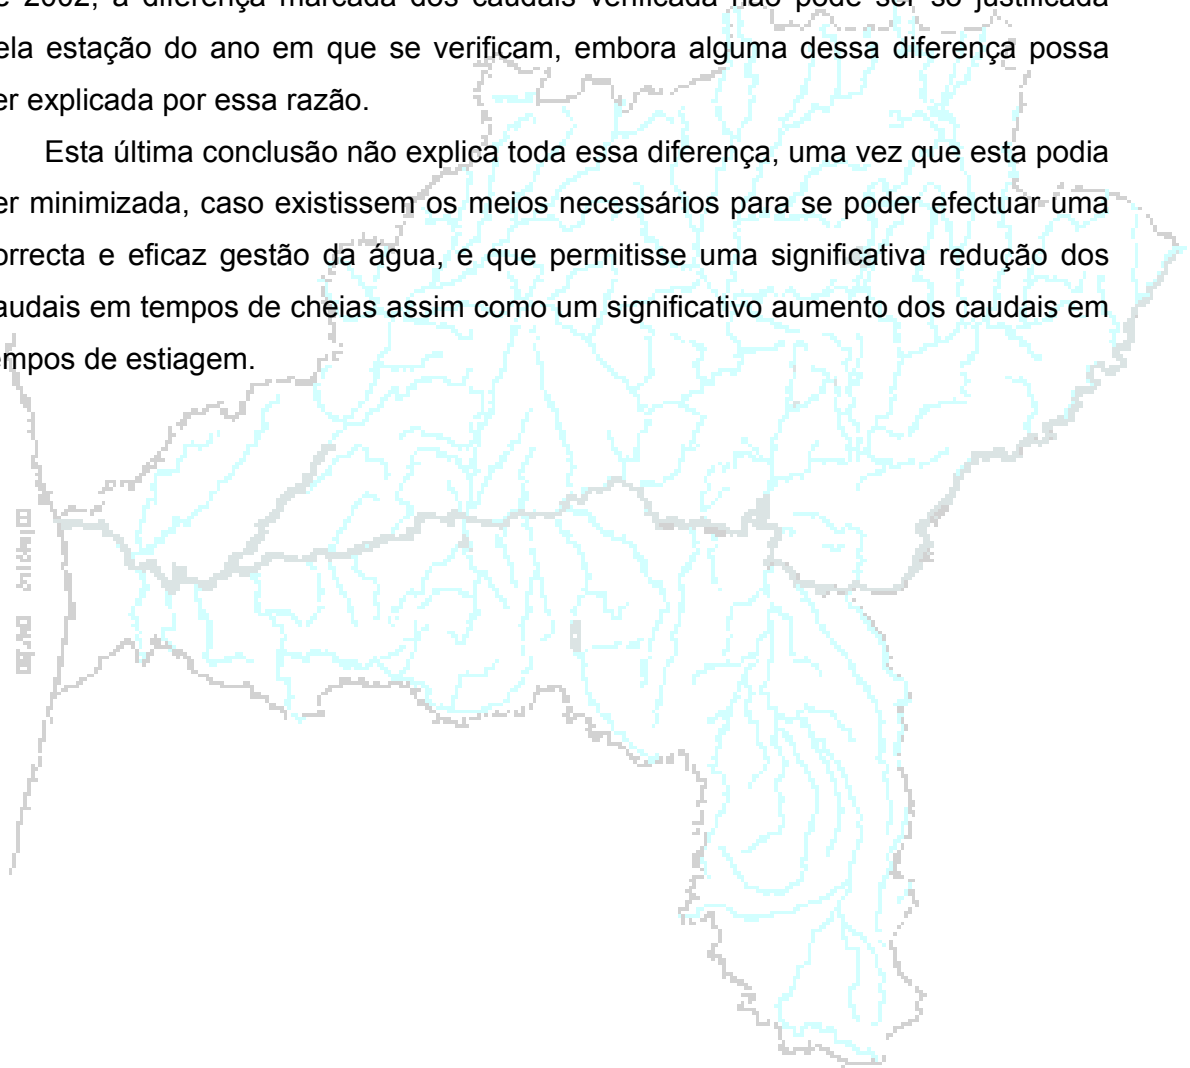 2002, a diferença marcada dos caudais verificada não pode ser só justificada
ela estação do ano em que se verificam, embora alguma dessa diferença possa
er explicada por essa razão.
Esta última conclusão não explica toda essa diferença, uma vez que esta podia
er minimizada, caso existissem os meios necessários para se poder efectuar uma
orrecta e eficaz gestão da água, e que permitisse uma significativa redução dos
audais em tempos de cheias assim como um significativo aumento dos caudais em
empos de estiagem.